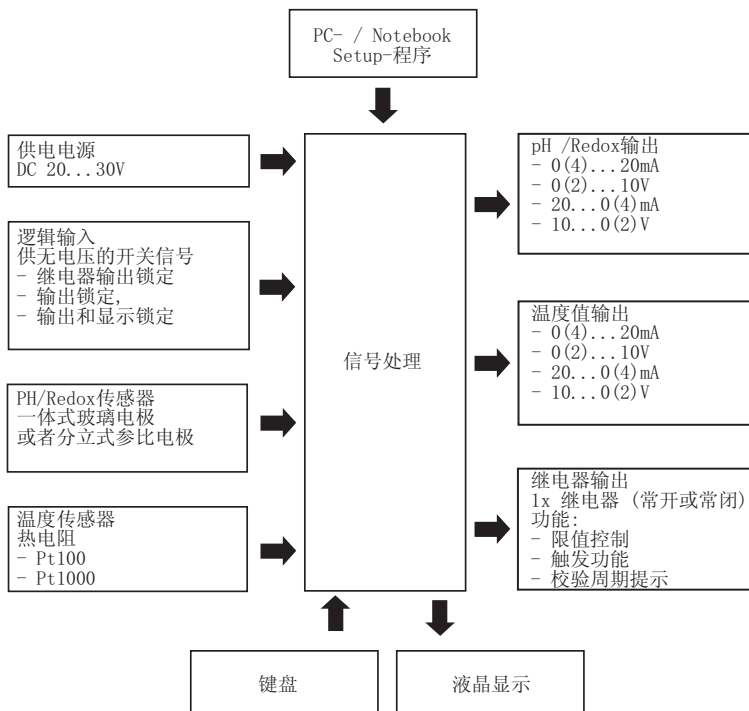 PC- / Notebook
Setup-程序
供电电源
DC 20...30V
逻辑输入
供无电压的开关信号
- 继电器输出锁定
- 输出锁定,
- 输出和显示锁定
PH/Redox传感器
一体式玻璃电极
或者分立式参比电极
温度传感器
热电阻
- Pt100
- Pt1000
信号处理
pH /Redox输出
- 0(4)...20mA
- 0(2)...10V
- 20...0(4)mA
- 10...0(2)V
温度值输出
- 0(4)...20mA
- 0(2)...10V
- 20...0(4)mA
- 10...0(2)V
继电器输出
1x 继电器 (常开或常闭)
功能:
- 限值控制
- 触发功能
- 校验周期提示
键盘
液晶显示